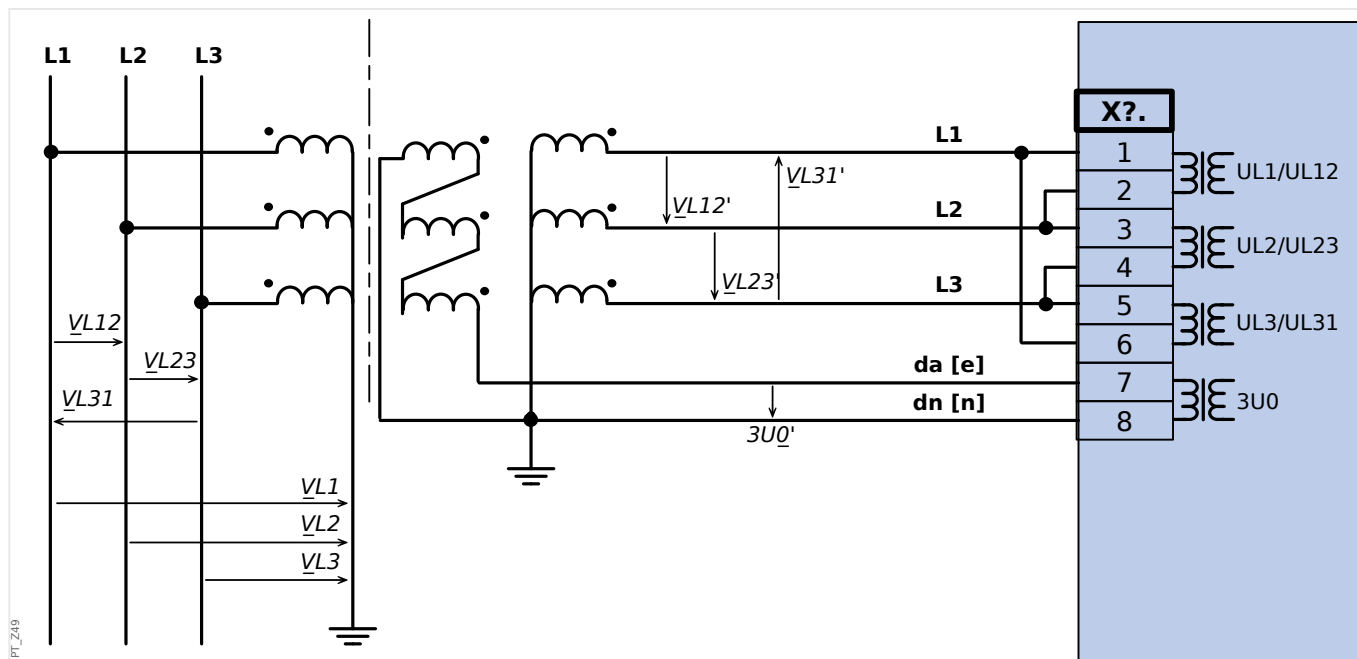 L1 L2 L3
X?.
L1
1
UL1/UL12
VL31'
2
VL12'
L2
3
UL2/UL23
4
VL23'
L3
5
UL3/UL31
VL12
6
VL23
da [e]
7
VL31
dn [n]
3U0
8
3U0'
VL1
VL2
VL3
PT_Z49